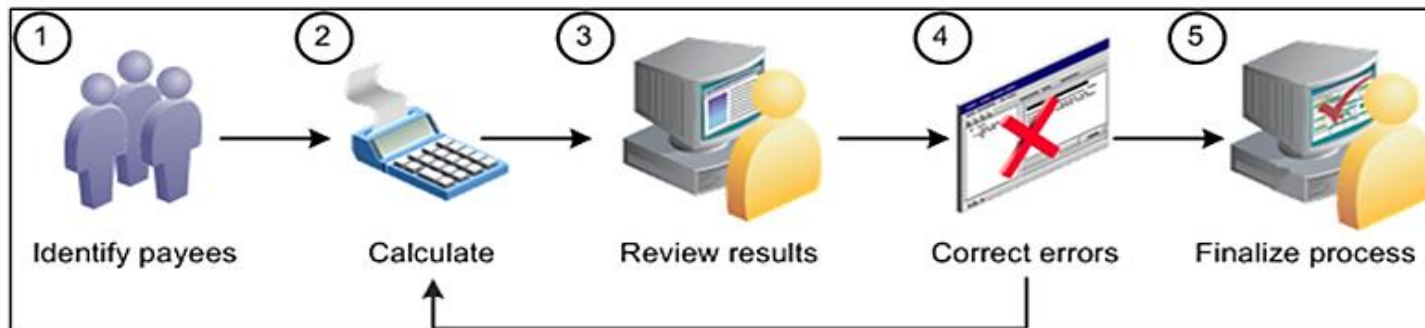 1
2
3
4
5
Identify payees
Calculate
Review results
Correct errors
Finalize process